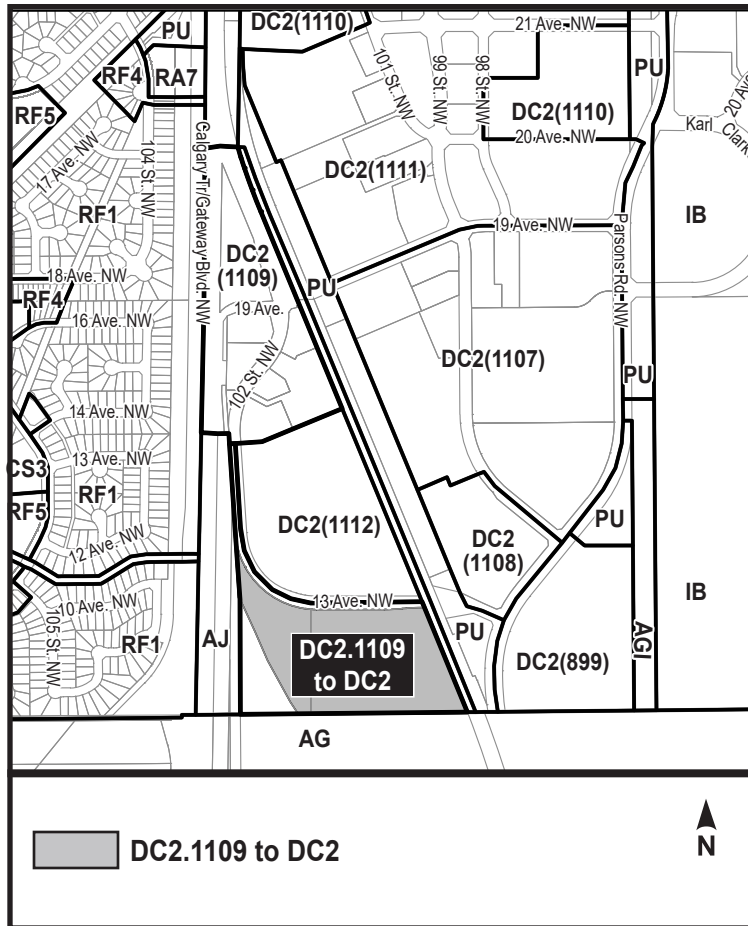 DC2(1110)
21 Ave. NW
PU
RF4
RA7
PU
101 St. NW
99 St. NW
98 St. NW
DC2(1110)
20 Ave. NW
20 Ave
Karl Clark
RF5
17 Ave. NW
104 St. NW
Calgary Tr/Gateway Blvd. NW
DC2(1111)
RF1
IB
19 Ave. NW
Parsons Rd. NW
DC2
(1109)
18 Ave. NW
PU
RF4
19 Ave.
16 Ave. NW
102 St. NW
DC2(1107)
PU
14 Ave. NW
13 Ave. NW
CS3
RF1
RF5
DC2(1112)
PU
12 Ave. NW
DC2
(1108)
10 Ave. NW
13 Ave. NW
IB
105 St. NW
RF1
AJ
PU
DC2.1109
to DC2
DC2(899)
AGI
AG
DC2.1109 to DC2
N